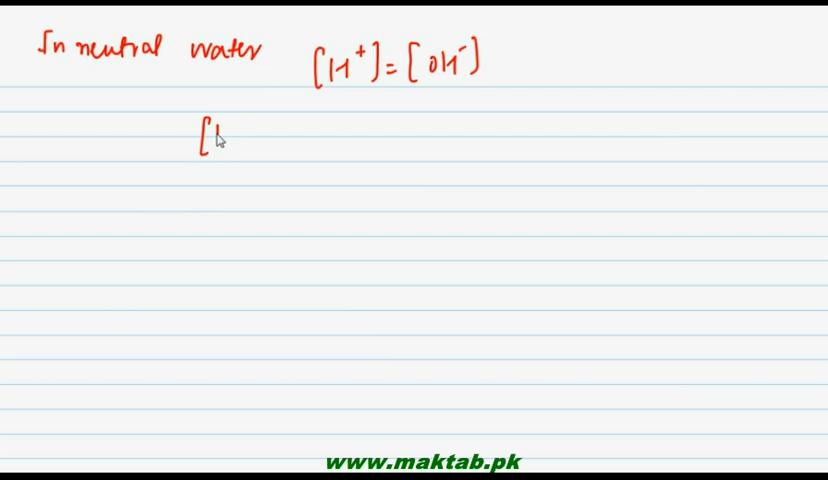 In neutral water [H⁺] = [OH⁻]
[
www.maktab.pk